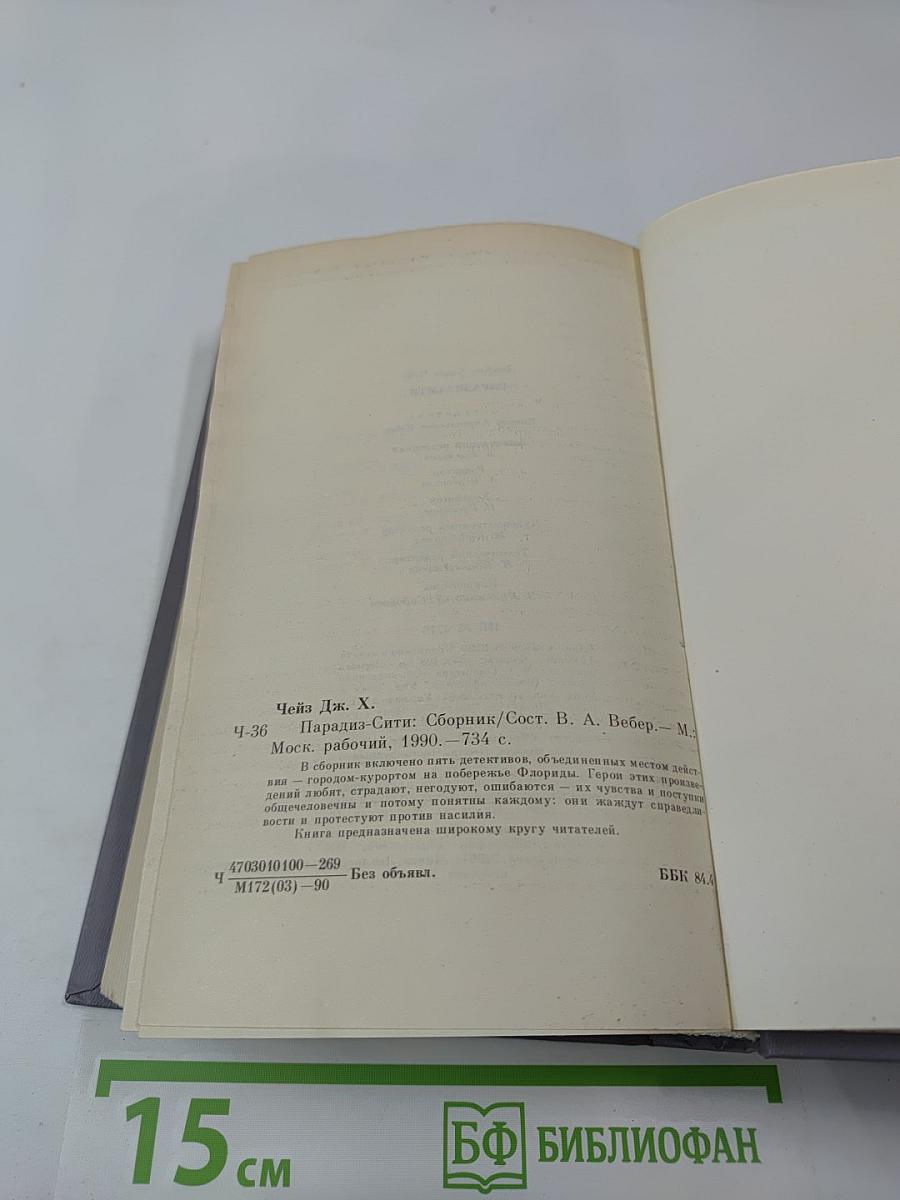 Чейз Дж. Х.
Ч-36 Парадиз-Сити: Сборник/Сост. В. А. Вебер.— М.:
Моск. рабочий, 1990.—734 с.
В сборник включено пять детективов, объединенных местом дейст-
вия — городом-курортом на побережье Флориды. Герои этих произве-
дений любят, страдают, негодуют, ошибаются — их чувства и поступки
общечеловечны и потому понятны каждому: они жаждут справедли-
вости и протестуют против насилия.
Книга предназначена широкому кругу читателей.
Ч 4703010100—269 Без объявл. ББК 84.4
М172(03)—90
15 см БФ БИБЛИОФАН